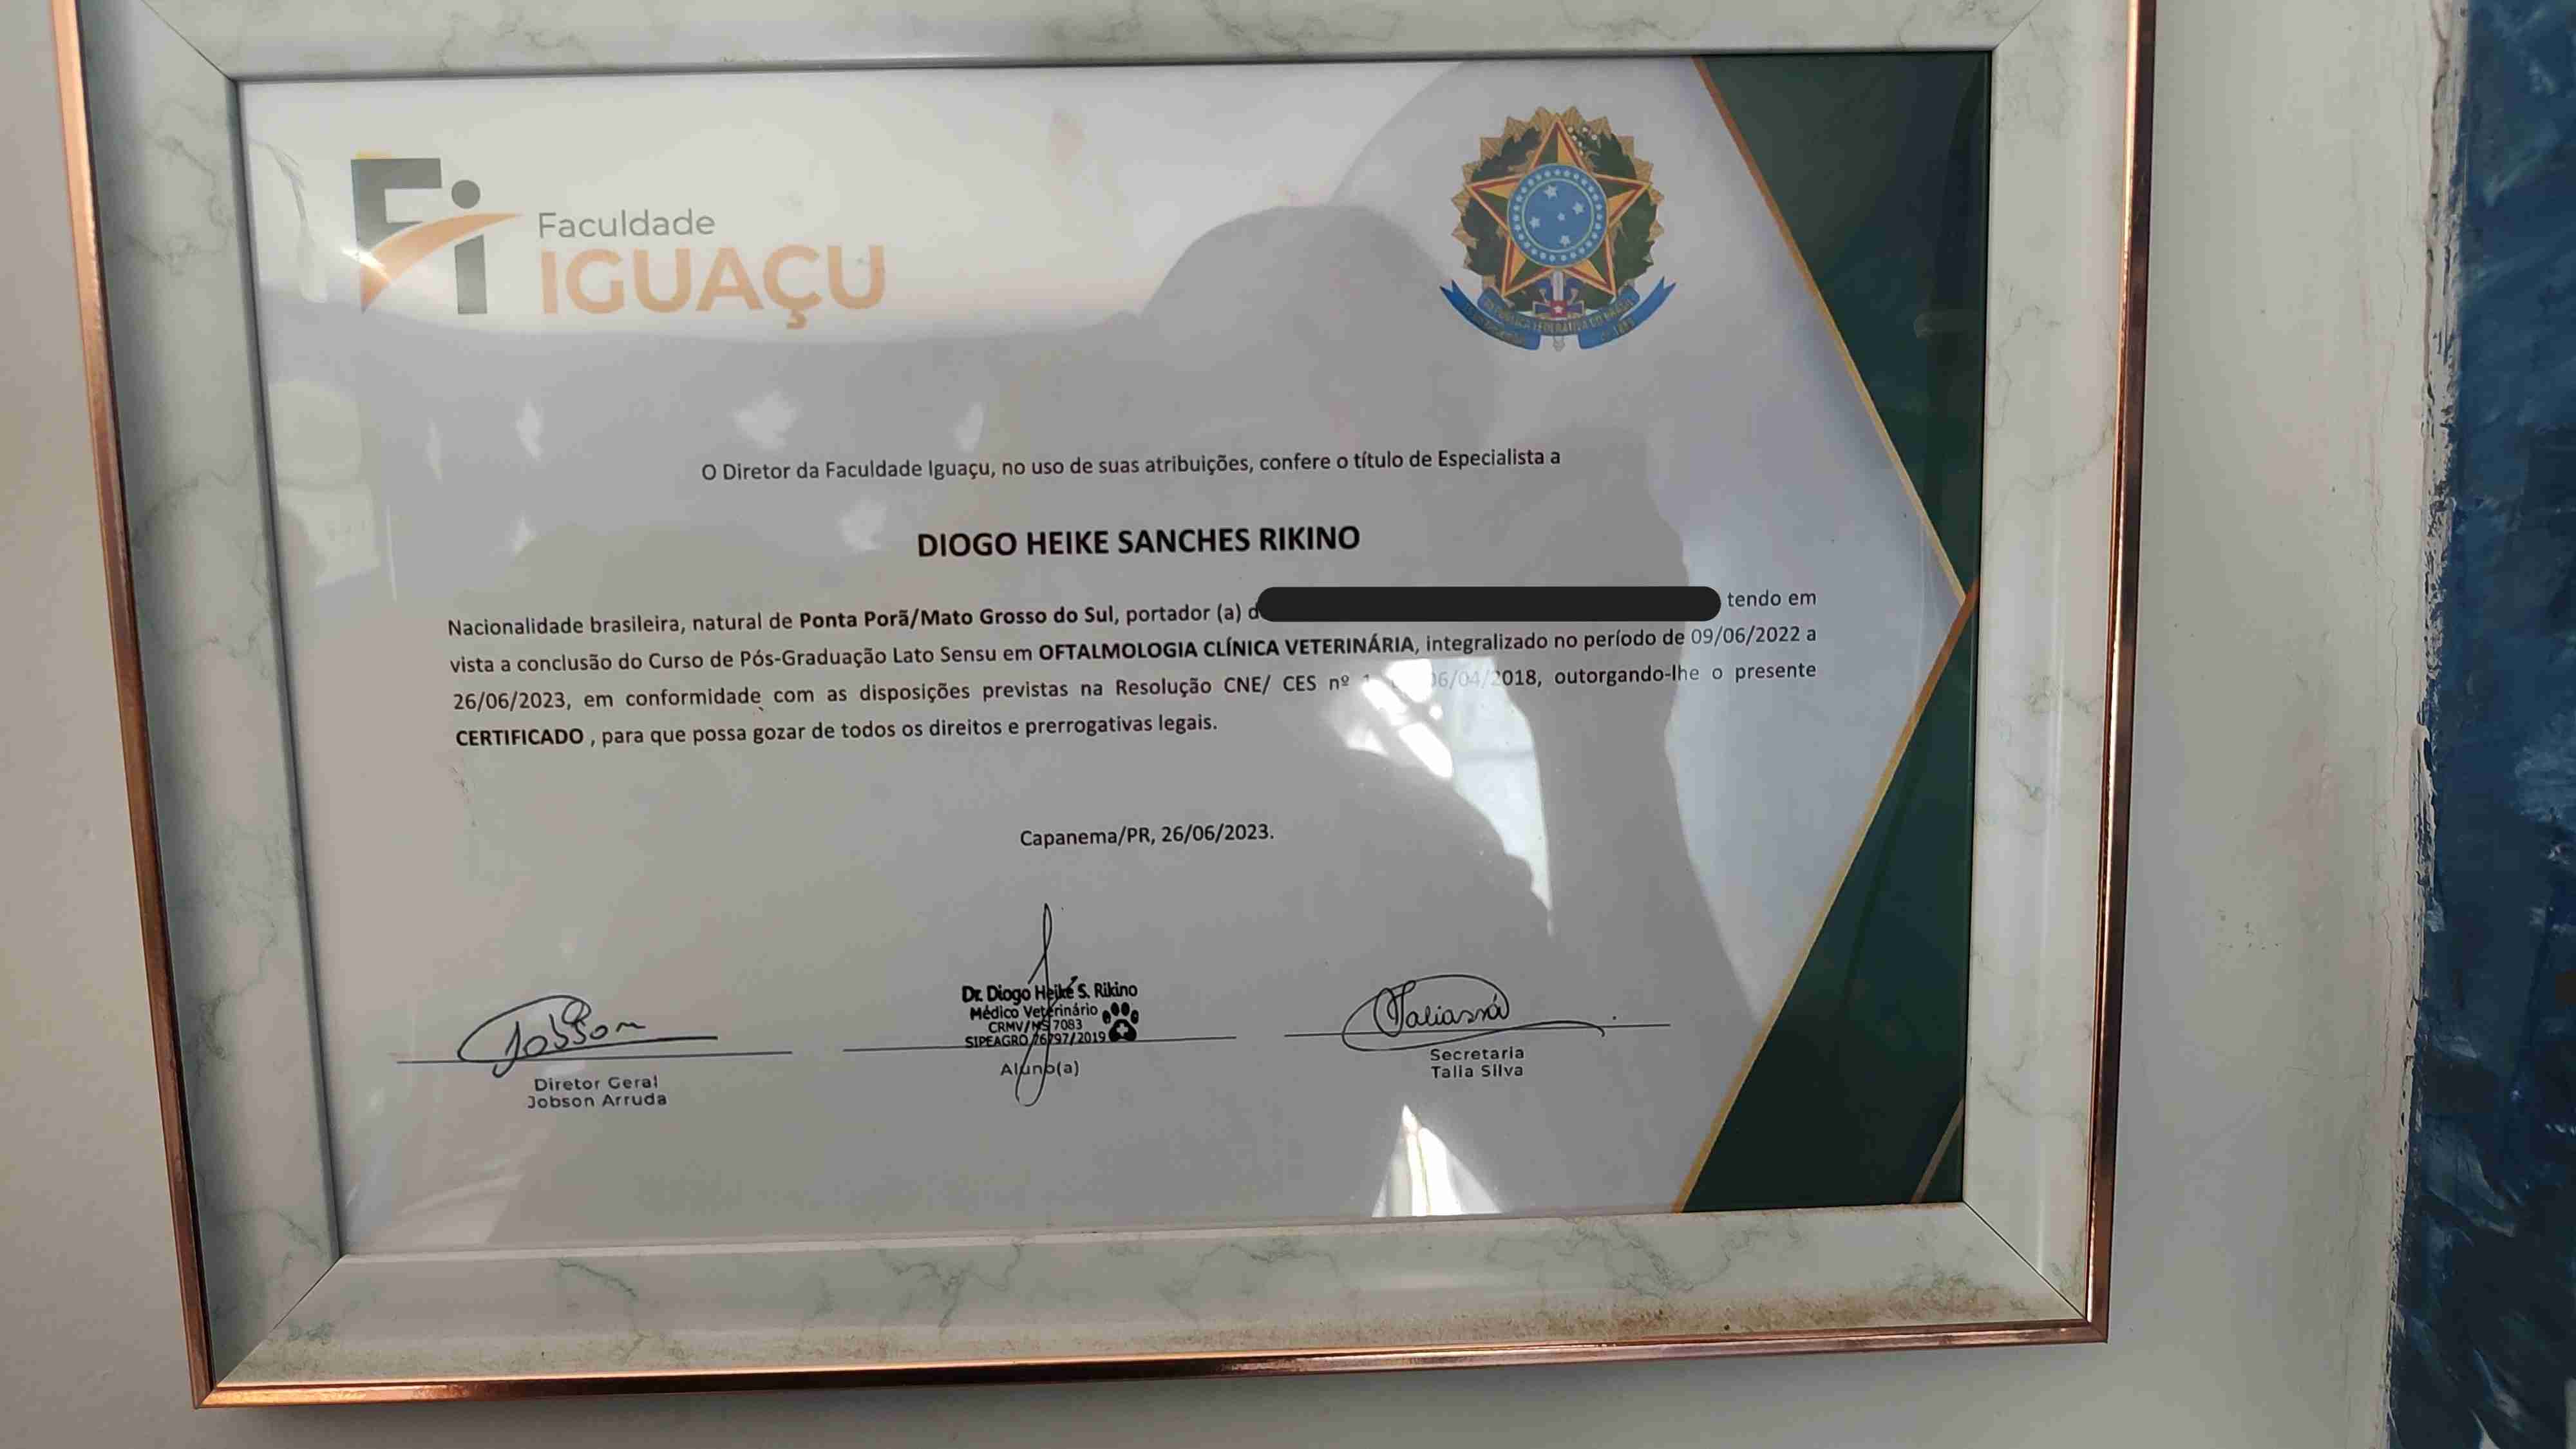 Fi
Faculdade
IGUAÇU
O Diretor da Faculdade Iguaçu, no uso de suas atribuições, confere o título de Especialista a
DIOGO HEIKE SANCHES RIKINO
Nacionalidade brasileira, natural de Ponta Porã/Mato Grosso do Sul, portador (a) tendo em
vista a conclusão do Curso de Pós-Graduação Lato Sensu em OFTALMOLOGIA CLÍNICA VETERINÁRIA, integralizado no período de 09/06/2022 a
26/06/2023, em conformidade com as disposições previstas na Resolução CNE/ CES nº 06/04/2018, outorgando-lhe o presente
CERTIFICADO , para que possa gozar de todos os direitos e prerrogativas legais.
Capanema/PR, 26/06/2023.
Jobson
Dr. Diogo Heike S. Rikino
Médico Veterinário
CRMV/MS 7083
SIPEAGRO 26797/2019
Aluno(a)
Diretor Geral
Jobson Arruda
Secretaria
Talia Silva